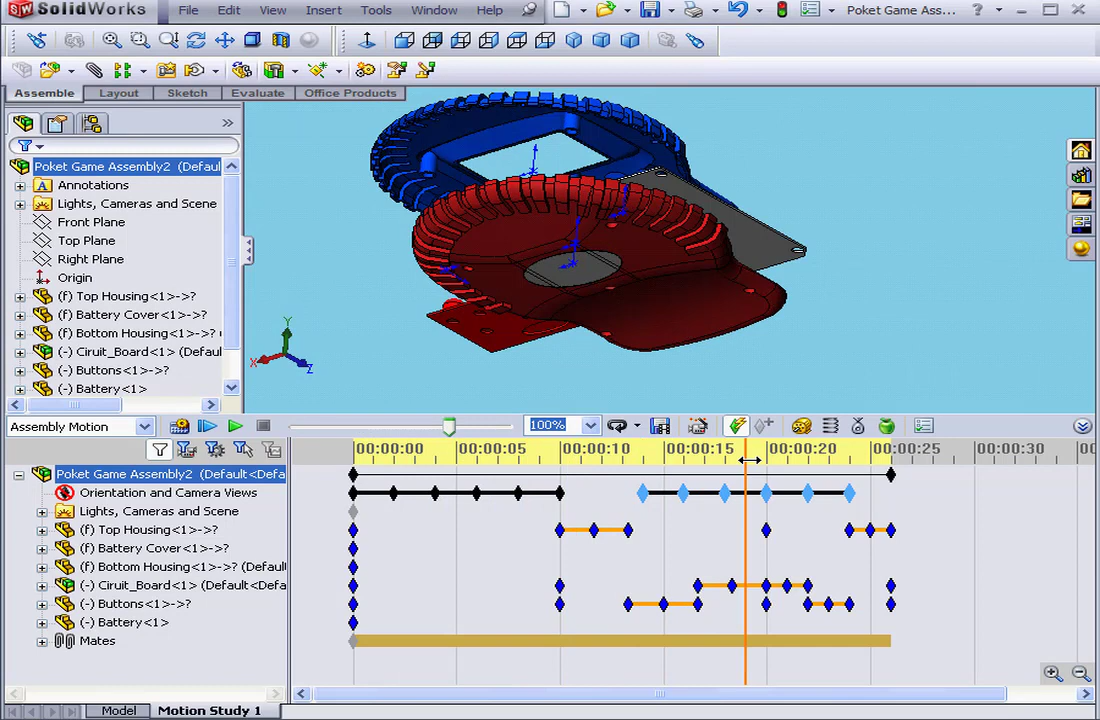 SW SolidWorks File Edit View Insert Tools Window Help Poket Game Ass... ?
Assemble Layout Sketch Evaluate Office Products
Poket Game Assembly2 (Defaul
A Annotations
Lights, Cameras and Scene
Front Plane
Top Plane
Right Plane
Origin
(f) Top Housing<1>->?
(f) Battery Cover<1>->?
(f) Bottom Housing<1>->?
(-) Ciruit_Board<1> (Defaul
(-) Buttons<1>->?
(-) Battery<1>
Y
X
Z
Assembly Motion 100%
00:00:00 00:00:05 00:00:10 00:00:15 00:00:20 00:00:25 00:00:30 00
Poket Game Assembly2 (Default<Defa
Orientation and Camera Views
Lights, Cameras and Scene
(f) Top Housing<1>->?
(f) Battery Cover<1>->?
(f) Bottom Housing<1>->? (Defaul
(-) Ciruit_Board<1> (Default<Defa
(-) Buttons<1>->?
(-) Battery<1>
Mates
Model Motion Study 1